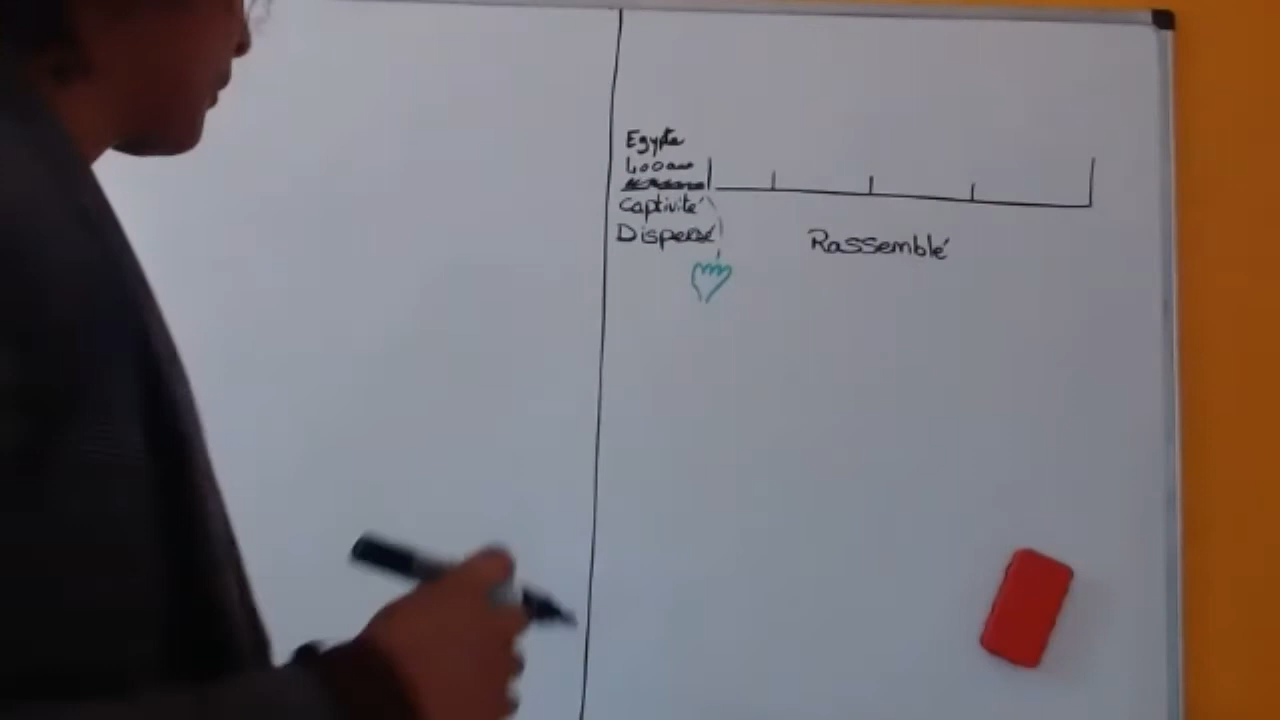 Egypte
400 ans
Captivité
Dispersé
Rassemblé